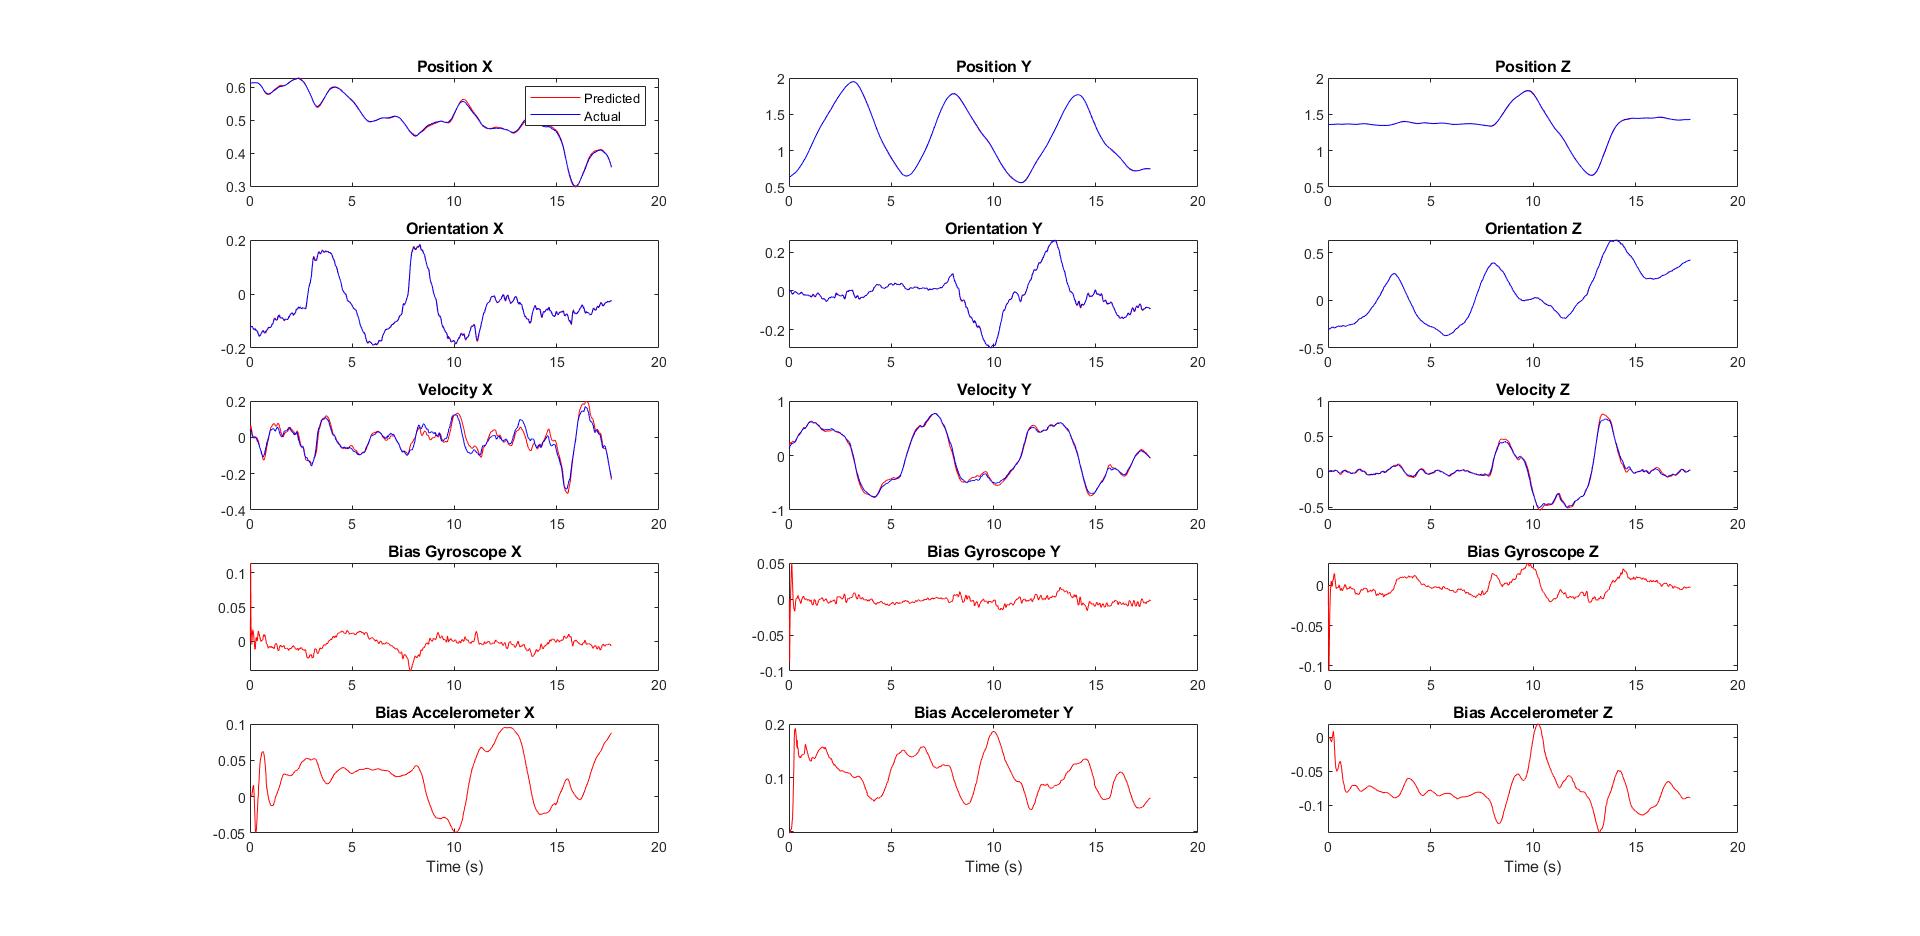 Position X
0.6
0.5
0.4
0.3
0 5 10 15 20
Predicted
Actual
Position Y
2
1.5
1
0.5
0 5 10 15 20
Position Z
2
1.5
1
0.5
0 5 10 15 20
Orientation X
0.2
0
-0.2
0 5 10 15 20
Orientation Y
0.2
0
-0.2
0 5 10 15 20
Orientation Z
0.5
0
-0.5
0 5 10 15 20
Velocity X
0.2
0
-0.2
-0.4
0 5 10 15 20
Velocity Y
1
0
-1
0 5 10 15 20
Velocity Z
1
0.5
0
-0.5
0 5 10 15 20
Bias Gyroscope X
0.1
0.05
0
0 5 10 15 20
Bias Gyroscope Y
0.05
0
-0.05
-0.1
0 5 10 15 20
Bias Gyroscope Z
0
-0.05
-0.1
0 5 10 15 20
Bias Accelerometer X
0.1
0.05
0
-0.05
0 5 10 15 20
Time (s)
Bias Accelerometer Y
0.2
0.1
0
0 5 10 15 20
Time (s)
Bias Accelerometer Z
0
-0.05
-0.1
0 5 10 15 20
Time (s)